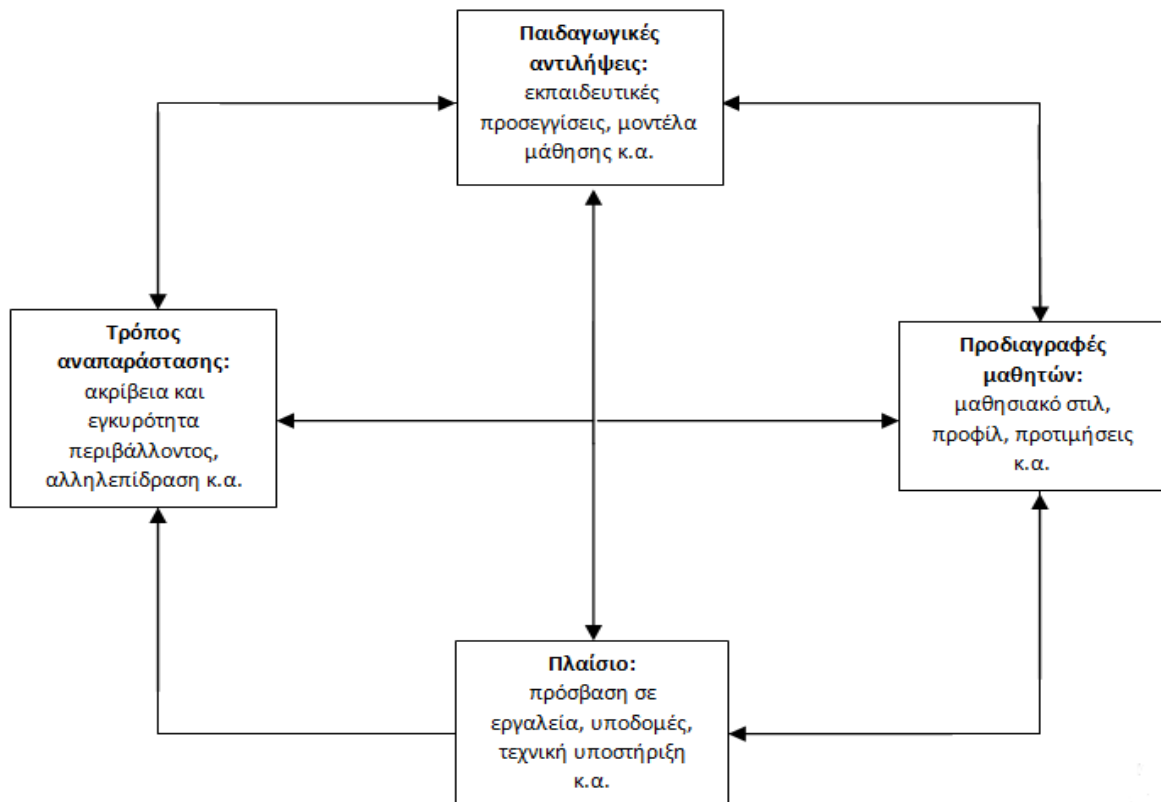 Παιδαγωγικές
αντιλήψεις:
εκπαιδευτικές
προσεγγίσεις, μοντέλα
μάθησης κ.α.
Τρόπος
αναπαράστασης:
ακρίβεια και
εγκυρότητα
περιβάλλοντος,
αλληλεπίδραση κ.α.
Προδιαγραφές
μαθητών:
μαθησιακό στιλ,
προφίλ, προτιμήσεις
κ.α.
Πλαίσιο:
πρόσβαση σε
εργαλεία, υποδομές,
τεχνική υποστήριξη
κ.α.